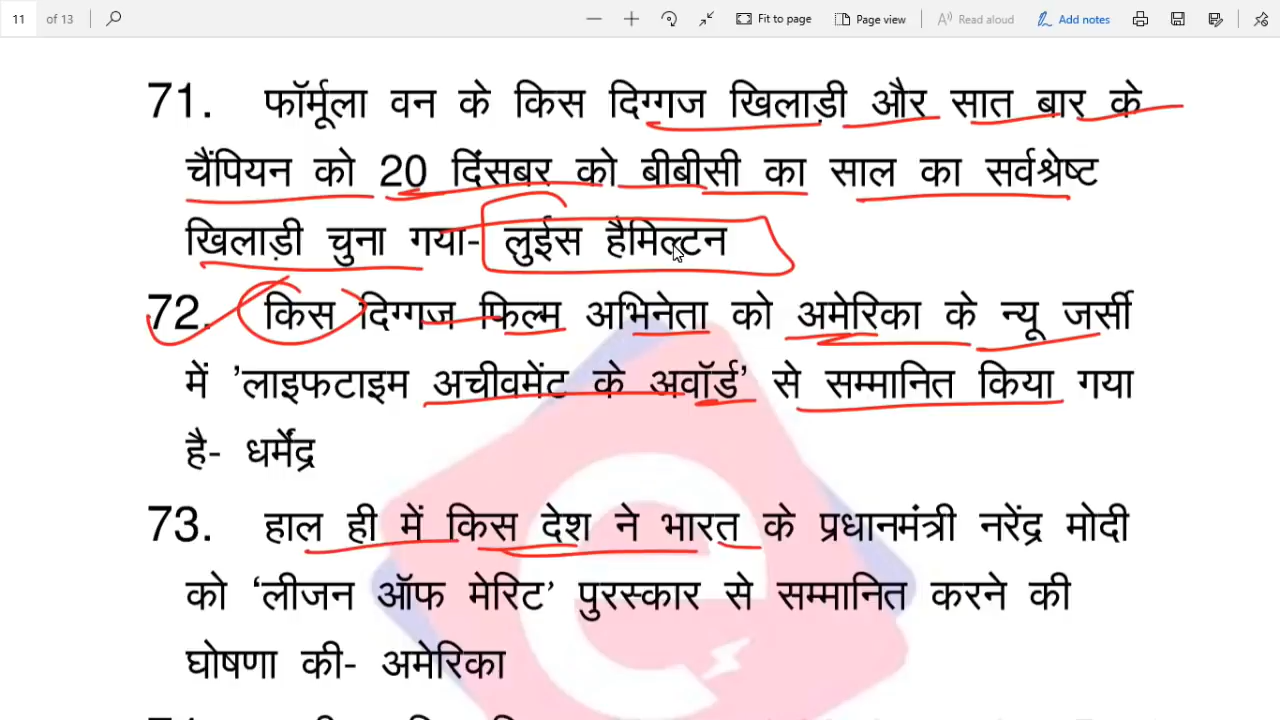 11 of 13 Fit to page Page view Read aloud Add notes
71. फॉर्मूला वन के किस दिग्गज खिलाड़ी और सात बार के
चैंपियन को 20 दिंसबर को बीबीसी का साल का सर्वश्रेष्ट
खिलाड़ी चुना गया- लुईस हैमिल्टन
72. किस दिग्गज फिल्म अभिनेता को अमेरिका के न्यू जर्सी
में ’लाइफटाइम अचीवमेंट के अवॉर्ड’ से सम्मानित किया गया
है- धर्मेंद्र
73. हाल ही में किस देश ने भारत के प्रधानमंत्री नरेंद्र मोदी
को ‘लीजन ऑफ मेरिट’ पुरस्कार से सम्मानित करने की
घोषणा की- अमेरिका